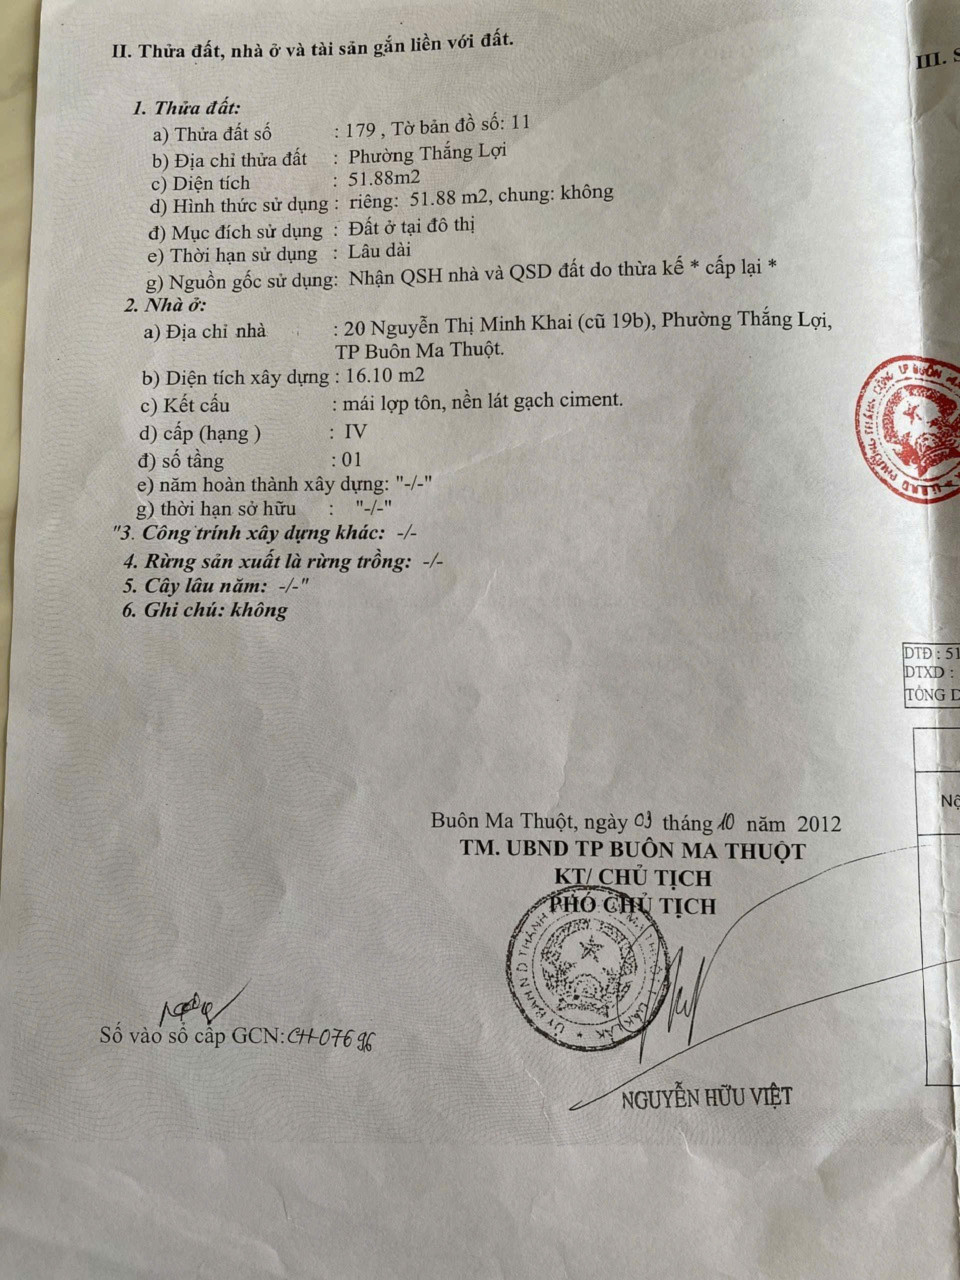 II. Thửa đất, nhà ở và tài sản gắn liền với đất.
III. S
1. Thửa đất:
a) Thửa đất số : 179 , Tờ bản đồ số: 11
b) Địa chỉ thửa đất : Phường Thắng Lợi
c) Diện tích : 51.88m2
d) Hình thức sử dụng : riêng: 51.88 m2, chung: không
đ) Mục đích sử dụng : Đất ở tại đô thị
e) Thời hạn sử dụng : Lâu dài
g) Nguồn gốc sử dụng: Nhận QSH nhà và QSD đất do thừa kế * cấp lại *
2. Nhà ở:
a) Địa chỉ nhà : 20 Nguyễn Thị Minh Khai (cũ 19b), Phường Thắng Lợi,
TP Buôn Ma Thuột.
b) Diện tích xây dựng : 16.10 m2
c) Kết cấu : mái lợp tôn, nền lát gạch ciment.
d) cấp (hạng ) : IV
đ) số tầng : 01
e) năm hoàn thành xây dựng: "-/-"
g) thời hạn sở hữu : "-/-"
"3. Công trính xây dựng khác: -/-
4. Rừng sản xuất là rừng trồng: -/-
5. Cây lâu năm: -/-"
6. Ghi chú: không
DTĐ : 51
DTXD :
TỔNG D
Nộ
Buôn Ma Thuột, ngày 03 tháng 10 năm 2012
TM. UBND TP BUÔN MA THUỘT
KT/ CHỦ TỊCH
PHÓ CHỦ TỊCH
Số vào sổ cấp GCN: CH 07696
NGUYỄN HỮU VIỆT